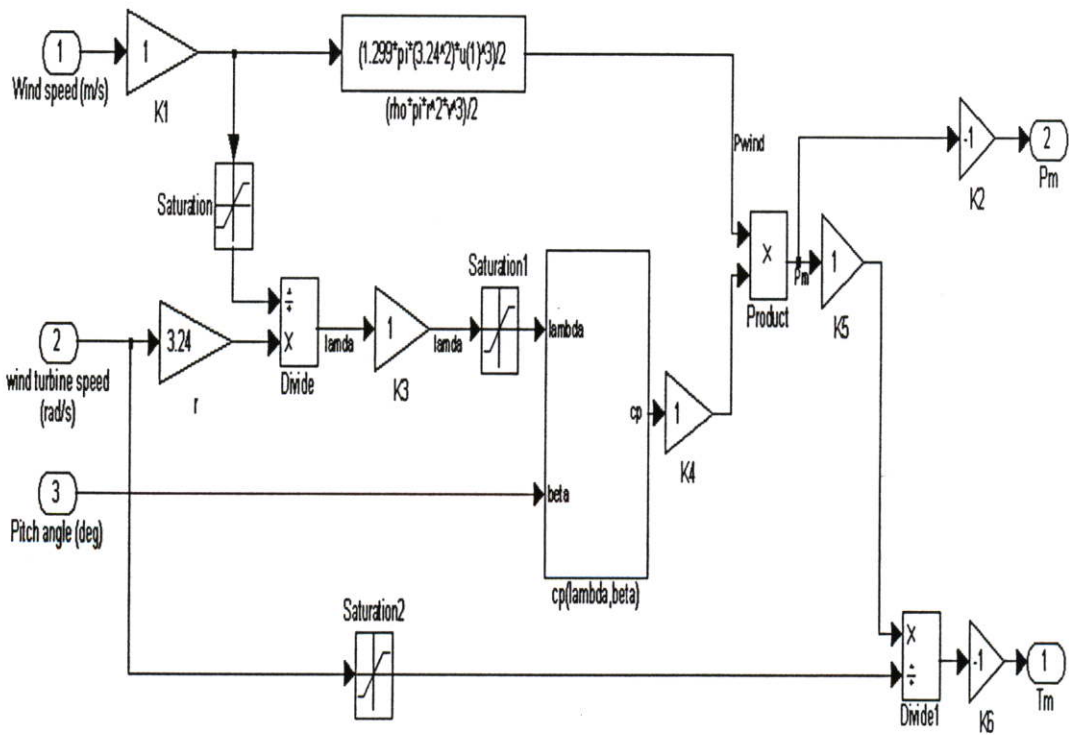 1
Wind speed (m/s)
1
K1
(1.299*pi*(3.24^2)*u(1)^3)/2
(rho*pi*r^2*v^3)/2
Saturation
Pwind
-1
K2
2
Pm
2
wind turbine speed
(rad/s)
3.24
r
÷
X
Divide
lamda
1
K3
lamda
Saturation1
lambda
beta
cp
cp(lambda,beta)
1
K4
X
Product
Pm
1
K5
3
Pitch angle (deg)
Saturation2
X
÷
Divide1
-1
K6
1
Tm